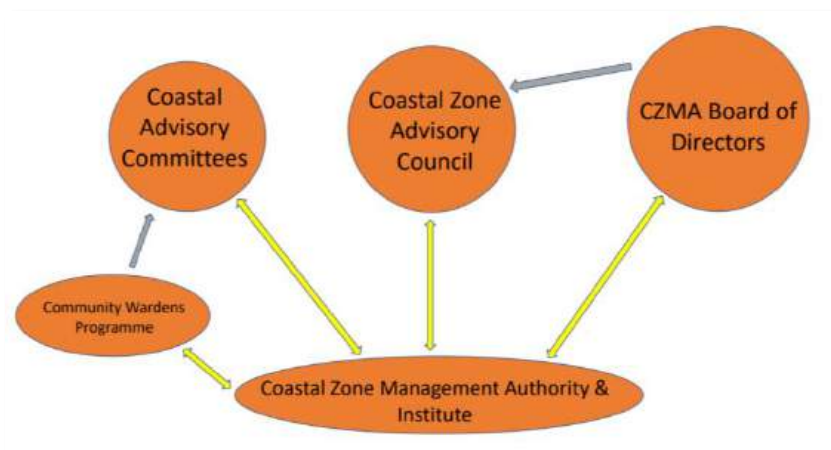 Coastal
Advisory
Committees
Coastal Zone
Advisory
Council
CZMA Board of
Directors
Community Wardens
Programme
Coastal Zone Management Authority &
Institute